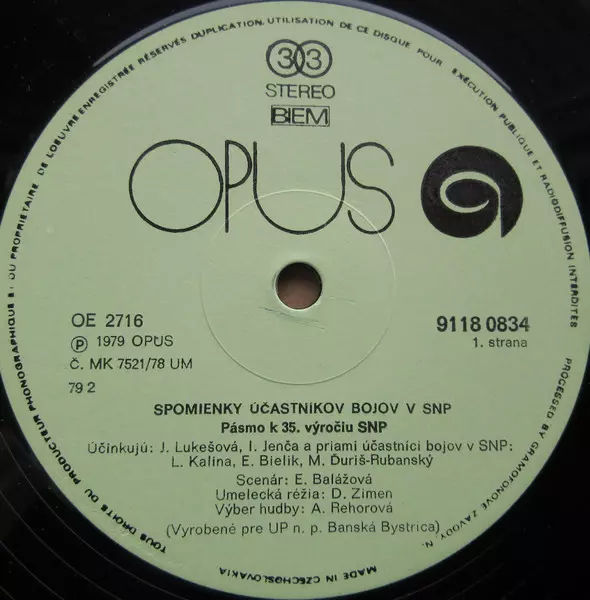 TOUS DROITS DU PRODUCTEUR PHONOGRAPHIQUE ET DU PROPRIÉTAIRE DE L'OEUVRE ENREGISTRÉE RÉSERVÉS DUPLICATION, UTILISATION DE CE DISQUE POUR EXÉCUTION PUBLIQUE ET RADIODIFFUSION INTERDITES
PROCESSED BY GRAMOFONOVÉ ZÁVODY, N.
MADE IN CZECHOSLOVAKIA
33
STEREO
BIEM
OPUS
OE 2716
9118 0834
Ⓟ 1979 OPUS
1. strana
Č. MK 7521/78 UM
79 2
SPOMIENKY ÚČASTNÍKOV BOJOV V SNP
Pásmo k 35. výročiu SNP
Účinkujú: J. Lukešová, I. Jenča a priami účastníci bojov v SNP:
L. Kalina, E. Bielik, M. Ďuriš-Rubanský
Scenár: E. Balážová
Umelecká réžia: D. Zimen
Výber hudby: A. Rehorová
(Vyrobené pre UP n. p. Banská Bystrica)